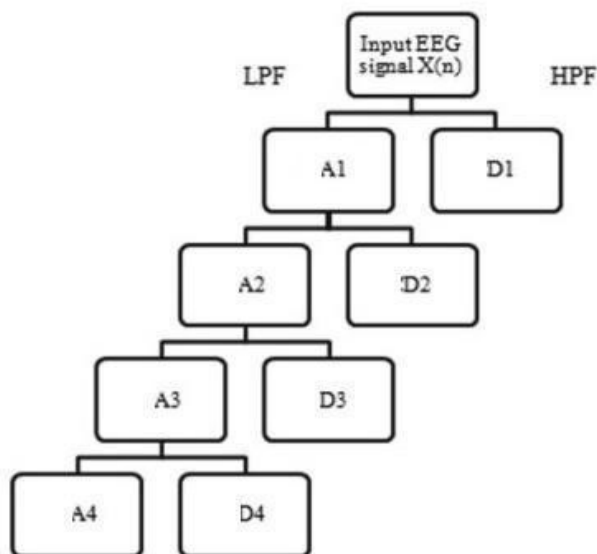 Input EEG
signal X(n)
LPF
HPF
A1
D1
A2
D2
A3
D3
A4
D4